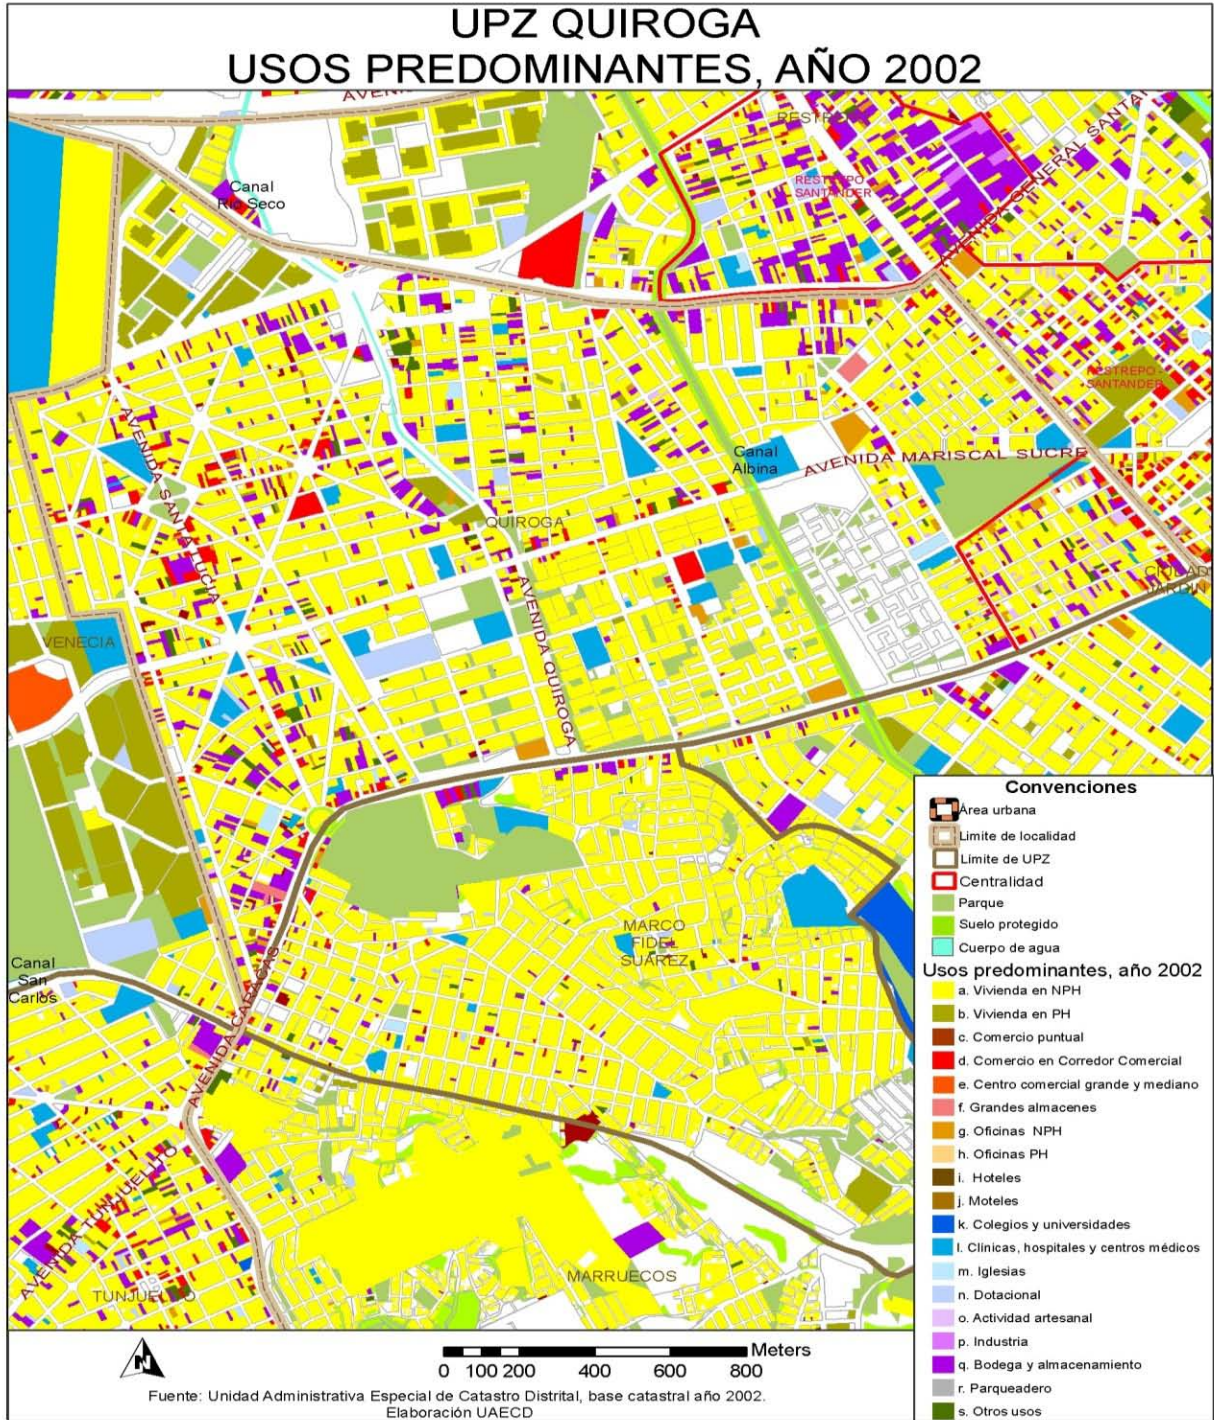 UPZ QUIROGA
USOS PREDOMINANTES, AÑO 2002
RESTREPO
RESTREPO
SANTANDER
AVENIDA GENERAL
Canal
Río Seco
RESTREPO
SANTANDER
AVENIDA SANTA LUCIA
Canal
Albina
AVENIDA MARISCAL SUCRE
QUIROGA
CIUDAD
JARDIN
AVENIDA QUIROGA
VENECIA
MARCO
FIDEL
SUÁREZ
Canal
San
Carlos
AVENIDA CARACAS
AVENIDA TUNJUELITO
TUNJUELITO
MARRUECOS
Convenciones
Área urbana
Limite de localidad
Límite de UPZ
Centralidad
Parque
Suelo protegido
Cuerpo de agua
Usos predominantes, año 2002
a. Vivienda en NPH
b. Vivienda en PH
c. Comercio puntual
d. Comercio en Corredor Comercial
e. Centro comercial grande y mediano
f. Grandes almacenes
g. Oficinas NPH
h. Oficinas PH
i. Hoteles
j. Moteles
k. Colegios y universidades
l. Clínicas, hospitales y centros médicos
m. Iglesias
n. Dotacional
o. Actividad artesanal
p. Industria
q. Bodega y almacenamiento
r. Parqueadero
s. Otros usos
N
Meters
0 100 200 400 600 800
Fuente: Unidad Administrativa Especial de Catastro Distrital, base catastral año 2002.
Elaboración UAECD